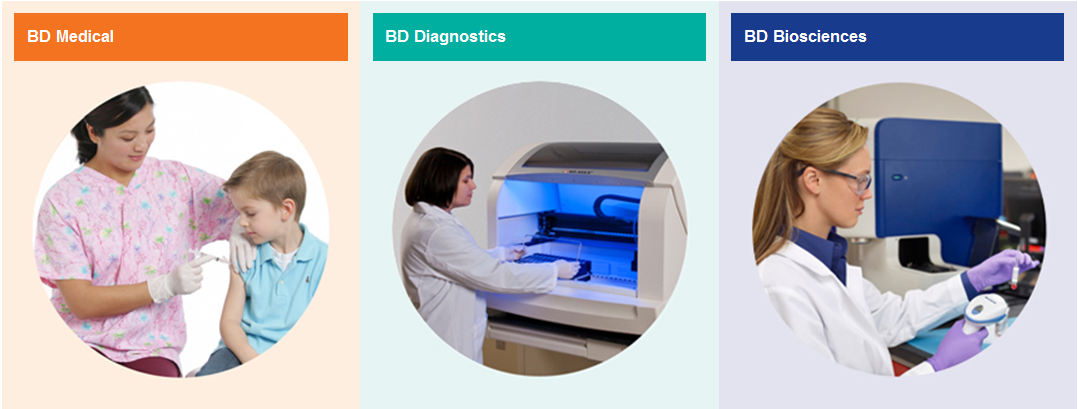 BD Medical
BD Diagnostics
BD Biosciences